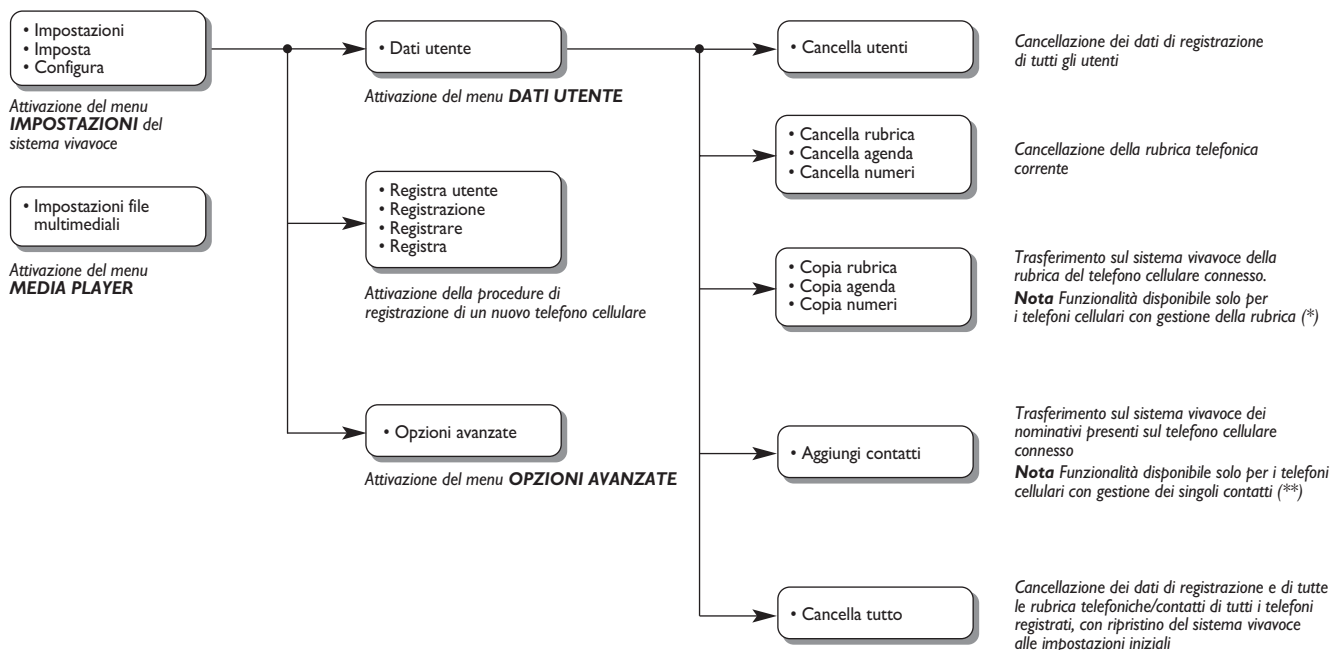 • Impostazioni
• Imposta
• Configura
Attivazione del menu
IMPOSTAZIONI del
sistema vivavoce
• Impostazioni file
multimediali
Attivazione del menu
MEDIA PLAYER
• Dati utente
Attivazione del menu DATI UTENTE
• Registra utente
• Registrazione
• Registrare
• Registra
Attivazione della procedure di
registrazione di un nuovo telefono cellulare
• Opzioni avanzate
Attivazione del menu OPZIONI AVANZATE
• Cancella utenti
Cancellazione dei dati di registrazione
di tutti gli utenti
• Cancella rubrica
• Cancella agenda
• Cancella numeri
Cancellazione della rubrica telefonica
corrente
• Copia rubrica
• Copia agenda
• Copia numeri
Trasferimento sul sistema vivavoce della
rubrica del telefono cellulare connesso.
Nota Funzionalità disponibile solo per
i telefoni cellulari con gestione della rubrica (*)
• Aggiungi contatti
Trasferimento sul sistema vivavoce dei
nominativi presenti sul telefono cellulare
connesso
Nota Funzionalità disponibile solo per i telefoni
cellulari con gestione dei singoli contatti (**)
• Cancella tutto
Cancellazione dei dati di registrazione e di tutte
le rubrica telefoniche/contatti di tutti i telefoni
registrati, con ripristino del sistema vivavoce
alle impostazioni iniziali